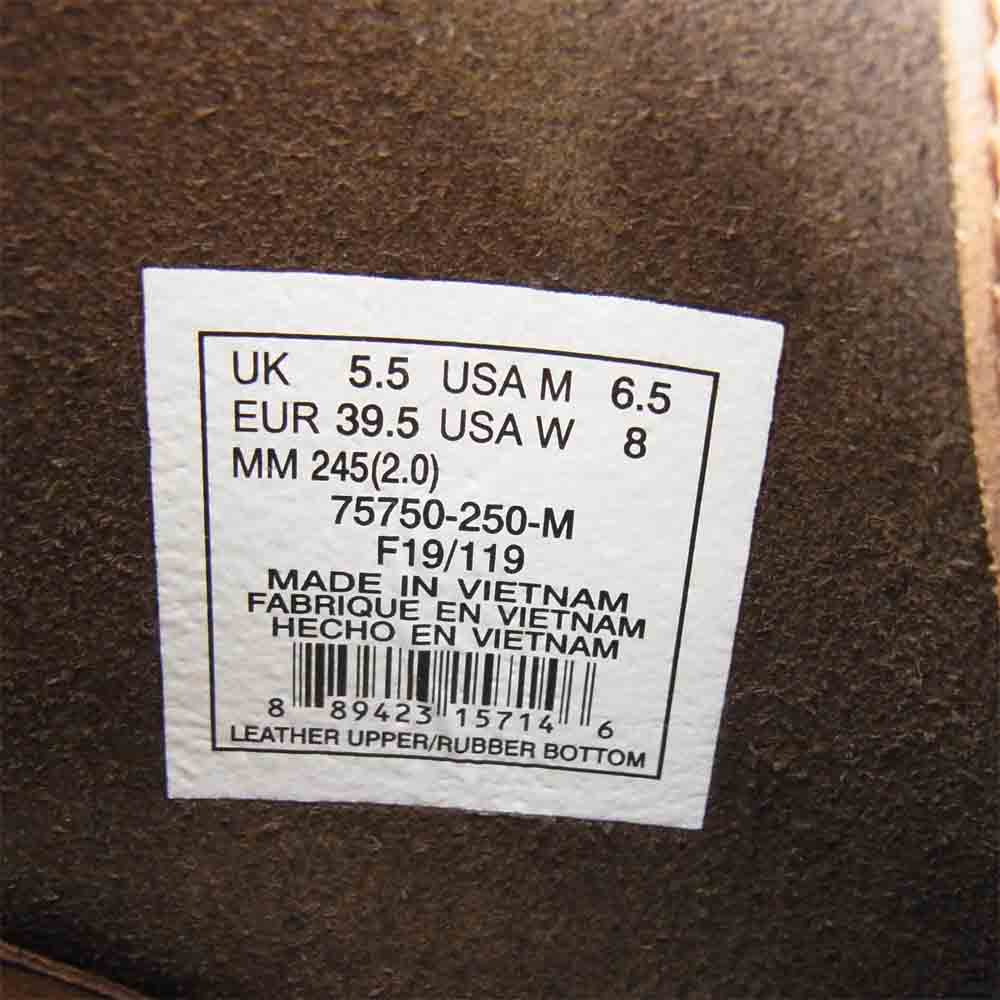 UK 5.5 USA M 6.5
EUR 39.5 USA W 8
MM 245(2.0)
75750-250-M
F19/119
MADE IN VIETNAM
FABRIQUE EN VIETNAM
HECHO EN VIETNAM
8 89423 15714 6
LEATHER UPPER/RUBBER BOTTOM